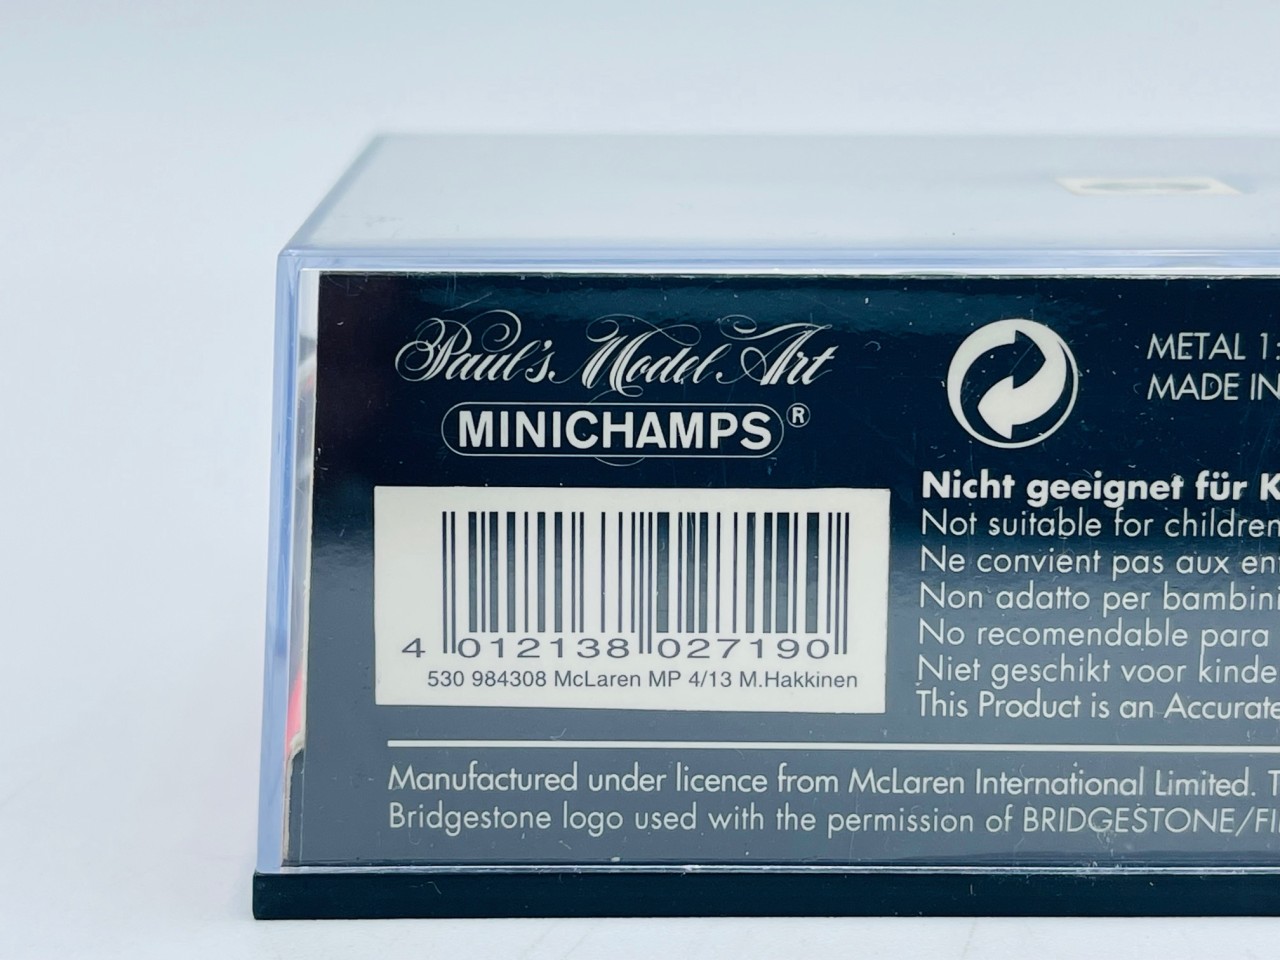 Paul's Model Art
MINICHAMPS®
METAL 1:
MADE IN
Nicht geeignet für K
Not suitable for children
Ne convient pas aux en
Non adatto per bambini
No recomendable para
Niet geschikt voor kinde
This Product is an Accurate
4 012138 027190
530 984308 McLaren MP 4/13 M.Hakkinen
Manufactured under licence from McLaren International Limited. T
Bridgestone logo used with the permission of BRIDGESTONE/FI